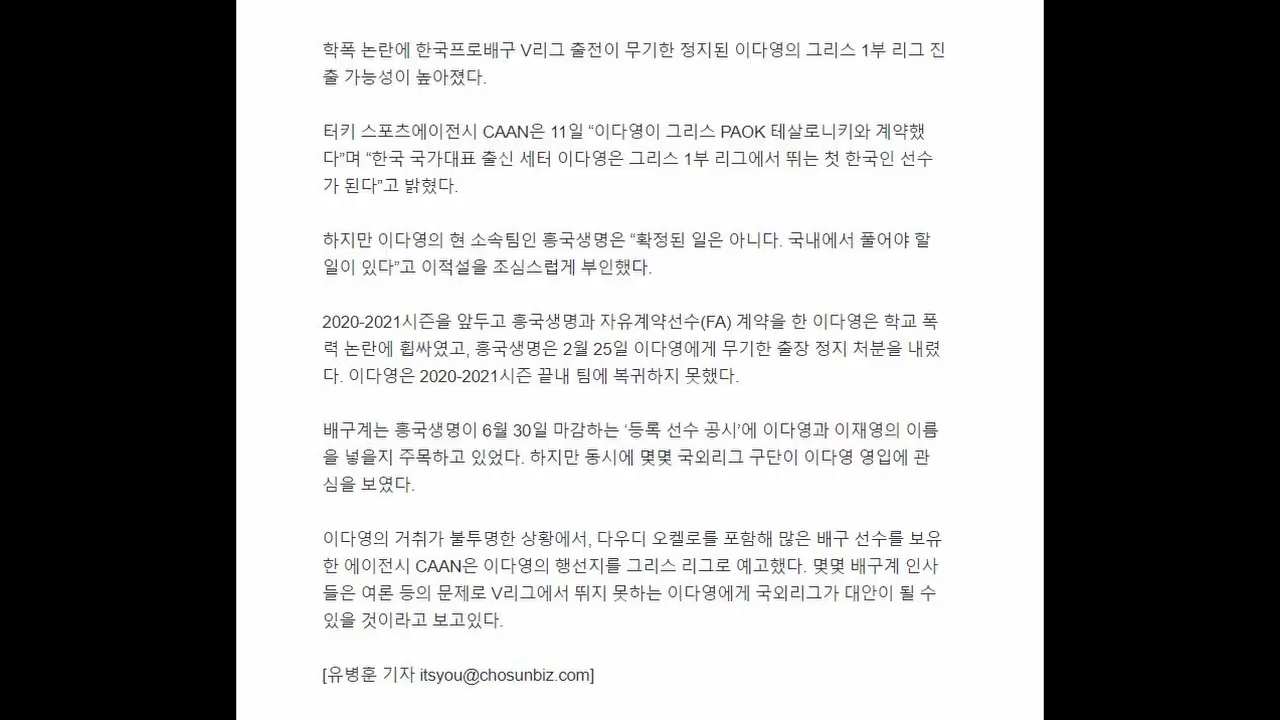 학폭 논란에 한국프로배구 V리그 출전이 무기한 정지된 이다영의 그리스 1부 리그 진
출 가능성이 높아졌다.
터키 스포츠에이전시 CAAN은 11일 “이다영이 그리스 PAOK 테살로니키와 계약했
다”며 “한국 국가대표 출신 세터 이다영은 그리스 1부 리그에서 뛰는 첫 한국인 선수
가 된다”고 밝혔다.
하지만 이다영의 현 소속팀인 흥국생명은 “확정된 일은 아니다. 국내에서 풀어야 할
일이 있다”고 이적설을 조심스럽게 부인했다.
2020-2021시즌을 앞두고 흥국생명과 자유계약선수(FA) 계약을 한 이다영은 학교 폭
력 논란에 휩싸였고, 흥국생명은 2월 25일 이다영에게 무기한 출장 정지 처분을 내렸
다. 이다영은 2020-2021시즌 끝내 팀에 복귀하지 못했다.
배구계는 흥국생명이 6월 30일 마감하는 ‘등록 선수 공시’에 이다영과 이재영의 이름
을 넣을지 주목하고 있었다. 하지만 동시에 몇몇 국외리그 구단이 이다영 영입에 관
심을 보였다.
이다영의 거취가 불투명한 상황에서, 다우디 오켈로를 포함해 많은 배구 선수를 보유
한 에이전시 CAAN은 이다영의 행선지를 그리스 리그로 예고했다. 몇몇 배구계 인사
들은 여론 등의 문제로 V리그에서 뛰지 못하는 이다영에게 국외리그가 대안이 될 수
있을 것이라고 보고있다.
[유병훈 기자 itsyou@chosunbiz.com]